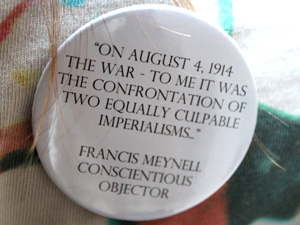 "ON AUGUST 4, 1914
THE WAR - TO ME IT WAS
THE CONFRONTATION OF
TWO EQUALLY CULPABLE
IMPERIALISMS..."
FRANCIS MEYNELL
CONSCIENTIOUS
OBJECTOR